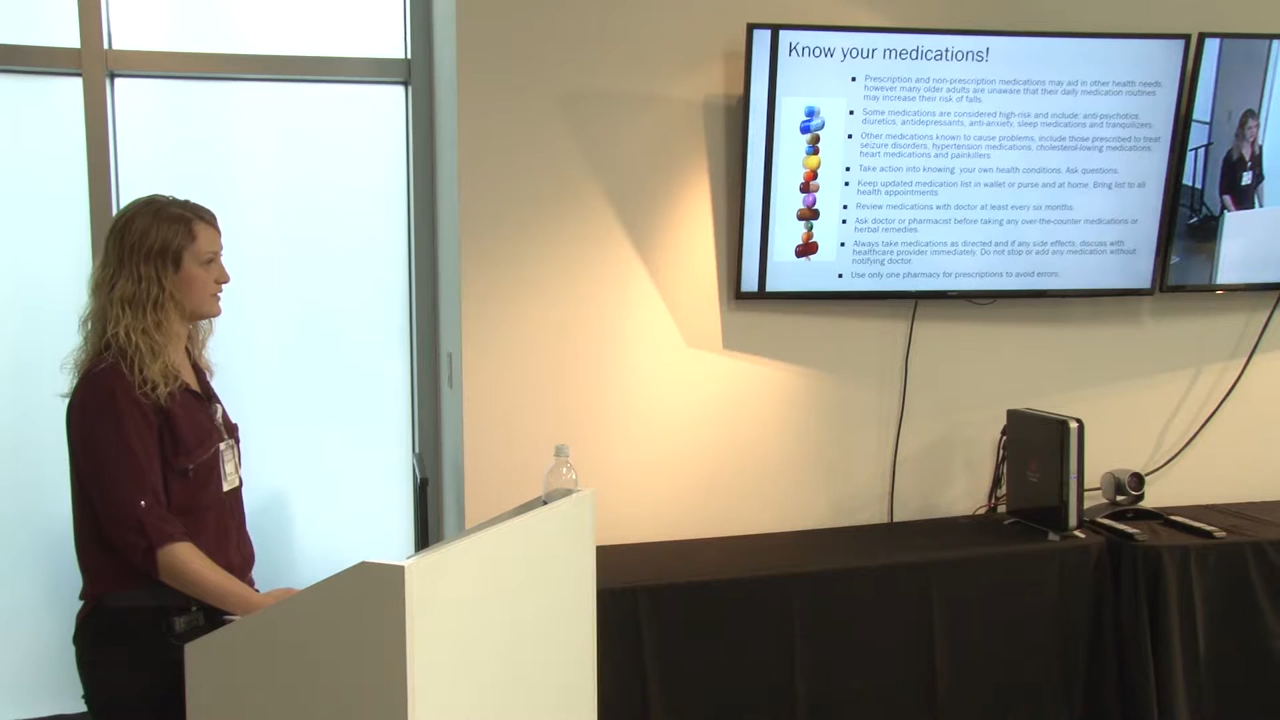 Know your medications!
Prescription and non-prescription medications may aid in other health needs,
however many older adults are unaware that their daily medication routines
may increase their risk of falls.
Some medications are considered high-risk and include: anti-psychotics,
diuretics, antidepressants, anti-anxiety, sleep medications and tranquilizers.
Other medications known to cause problems, include those prescribed to treat
seizure disorders, hypertension medications, cholesterol-lowing medications,
heart medications and painkillers.
Take action into knowing your own health conditions. Ask questions.
Keep updated medication list in wallet or purse and at home. Bring list to all
health appointments.
Review medications with doctor at least every six months.
Ask doctor or pharmacist before taking any over-the-counter medications or
herbal remedies.
Always take medications as directed and if any side effects, discuss with
healthcare provider immediately. Do not stop or add any medication without
notifying doctor.
Use only one pharmacy for prescriptions to avoid errors.